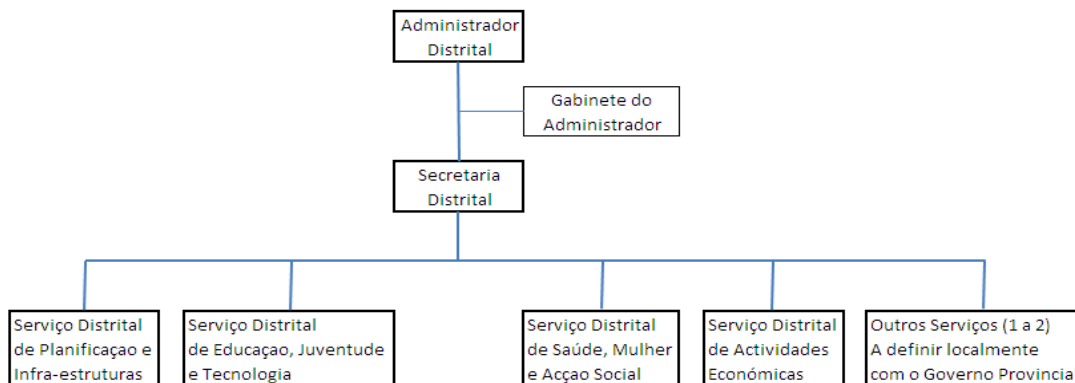 Administrador
Distrital
Gabinete do
Administrador
Secretaria
Distrital
Serviço Distrital
de Planificaçao e
Infra-estruturas
Serviço Distrital
de Educaçao, Juventude
e Tecnologia
Serviço Distrital
de Saúde, Mulher
e Acçao Social
Serviço Distrital
de Actividades
Económicas
Outros Serviços (1 a 2)
A definir localmente
com o Governo Provincia